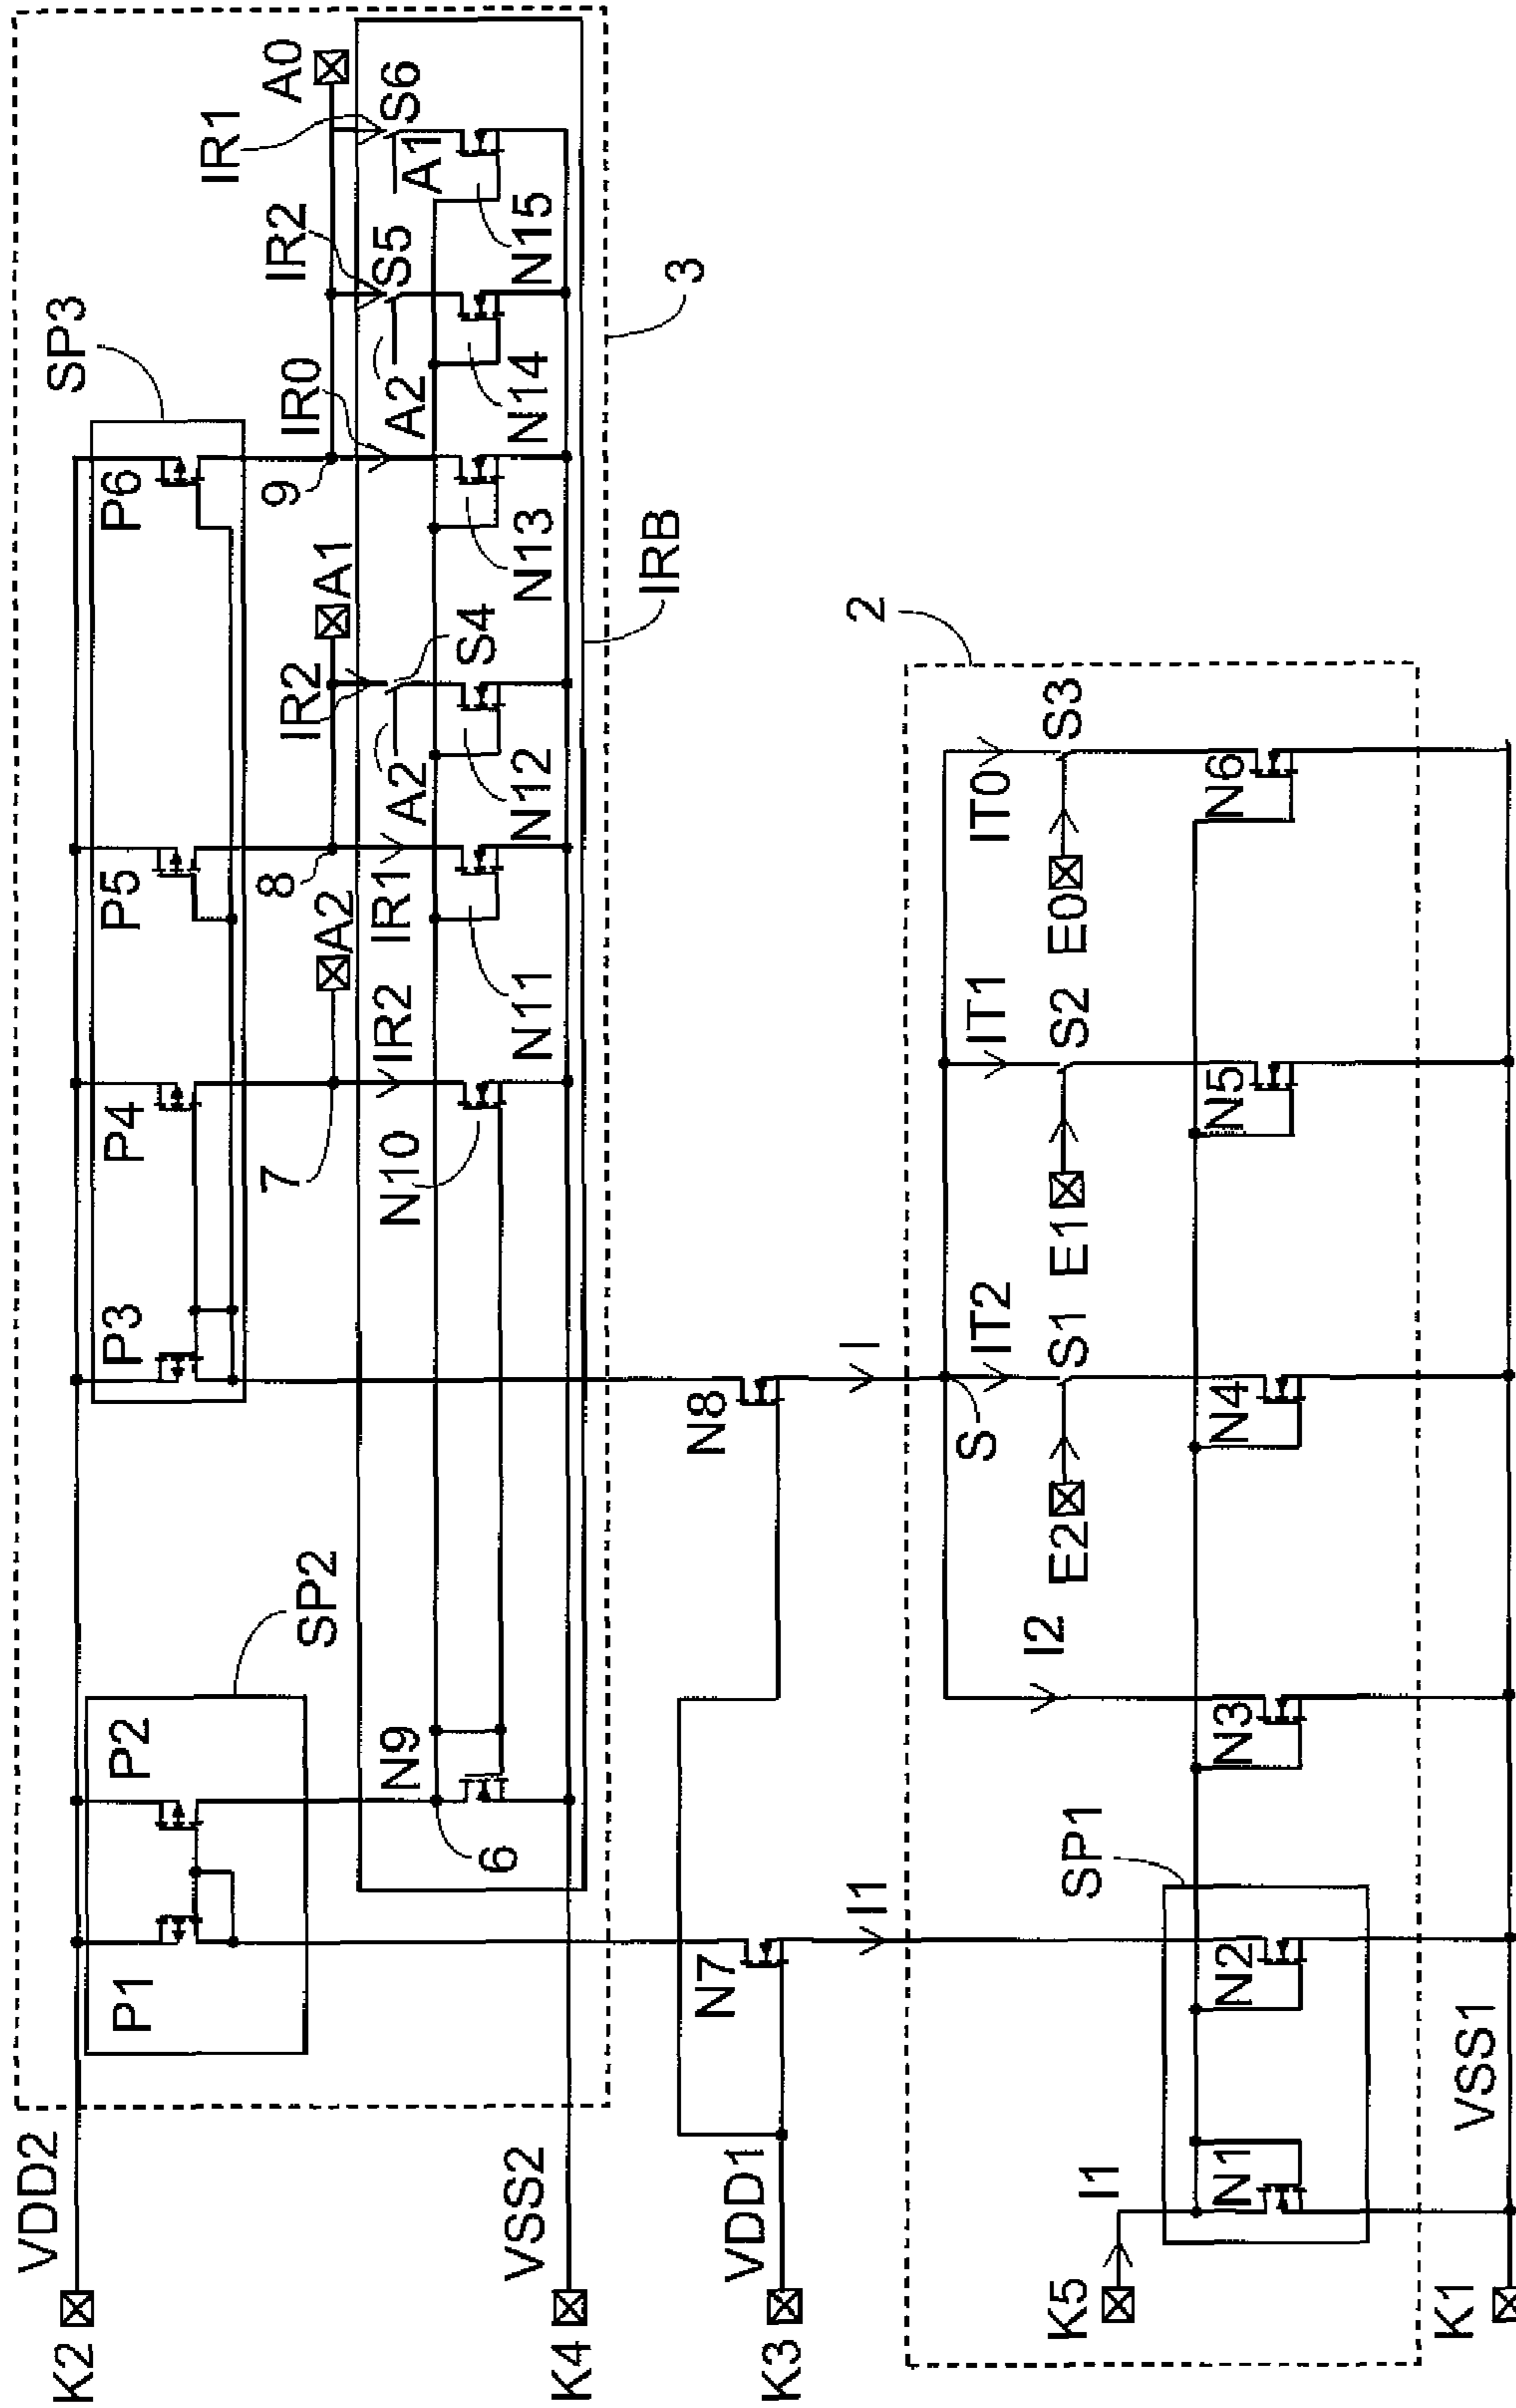 K2
VDD2
P1
P2
SP2
P3
P4
P5
P6
SP3
7
A2
8
A1
9
A0
IR2
IR1
IR2
IR0
IR2
IR1
A2
S4
A2
S5
A1
S6
6
N9
N10
N11
N12
N13
N14
N15
IRB
3
K4
VSS2
K3
VDD1
N7
N8
I1
I
2
K5
I1
SP1
I2
S
IT2
IT1
IT0
E2
S1
E1
S2
E0
S3
N1
N2
N3
N4
N5
N6
K1
VSS1